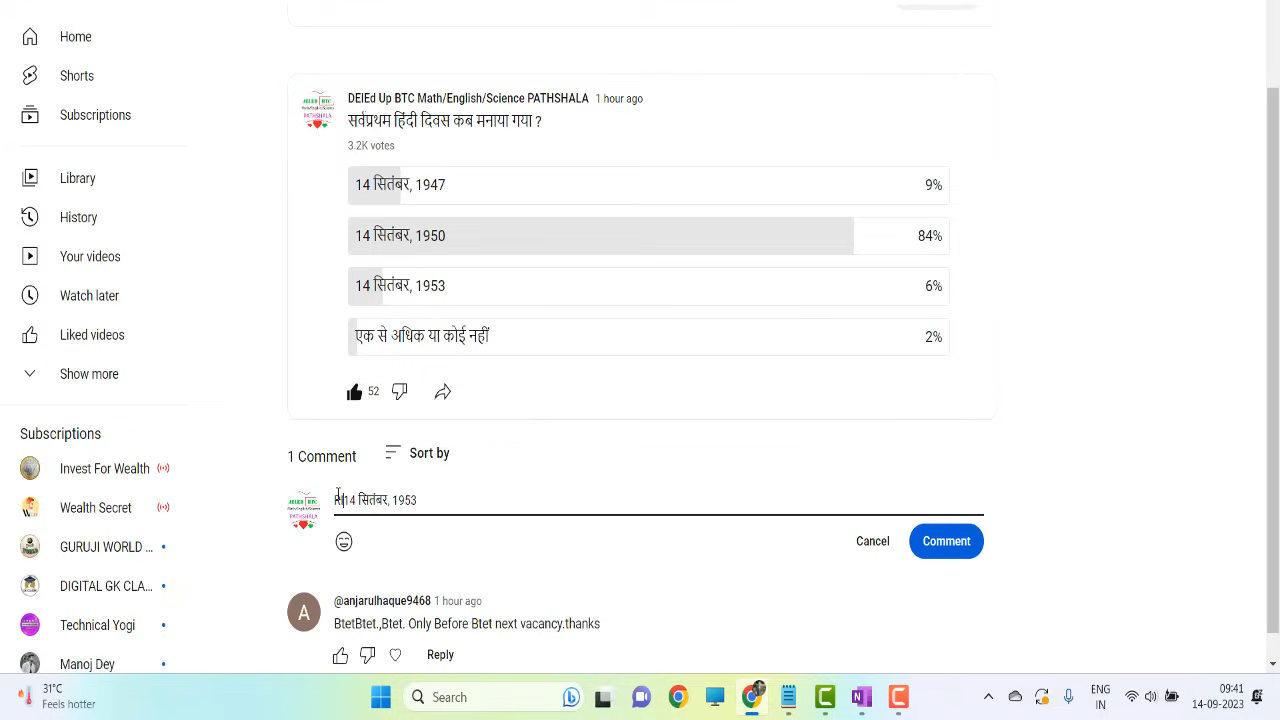 Home
Shorts
Subscriptions
Library
History
Your videos
Watch later
Liked videos
Show more
Subscriptions
Invest For Wealth
Wealth Secret
GURUJI WORLD ...
DIGITAL GK CLA...
Technical Yogi
Manoj Dey
DElEd Up BTC Math/English/Science PATHSHALA 1 hour ago
सर्वप्रथम हिंदी दिवस कब मनाया गया ?
3.2K votes
14 सितंबर, 1947 9%
14 सितंबर, 1950 84%
14 सितंबर, 1953 6%
एक से अधिक या कोई नहीं 2%
52
1 Comment Sort by
14 सितंबर, 1953
Cancel Comment
A
@anjarulhaque9468 1 hour ago
BtetBtet.,Btet. Only Before Btet next vacancy.thanks
Reply
31°C
Feels hotter
Search
ENG
IN
09:41
14-09-2023